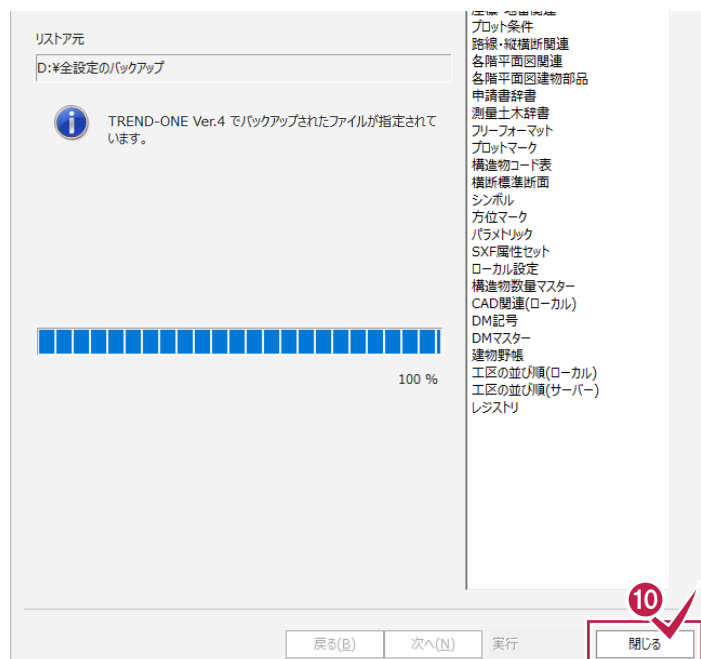 リストア元
D:¥全設定のバックアップ
TREND-ONE Ver.4 でバックアップされたファイルが指定されて
います。
100 %
プロット条件
路線・縦横断関連
各階平面図関連
各階平面図建物部品
申請書辞書
測量土木辞書
フリーフォーマット
プロットマーク
構造物コード表
横断標準断面
シンボル
方位マーク
パラメトリック
SXF属性セット
ローカル設定
構造物数量マスター
CAD関連(ローカル)
DM記号
DMマスター
建物野帳
工区の並び順(ローカル)
工区の並び順(サーバー)
レジストリ
10
戻る(B)
次へ(N)
実行
閉じる